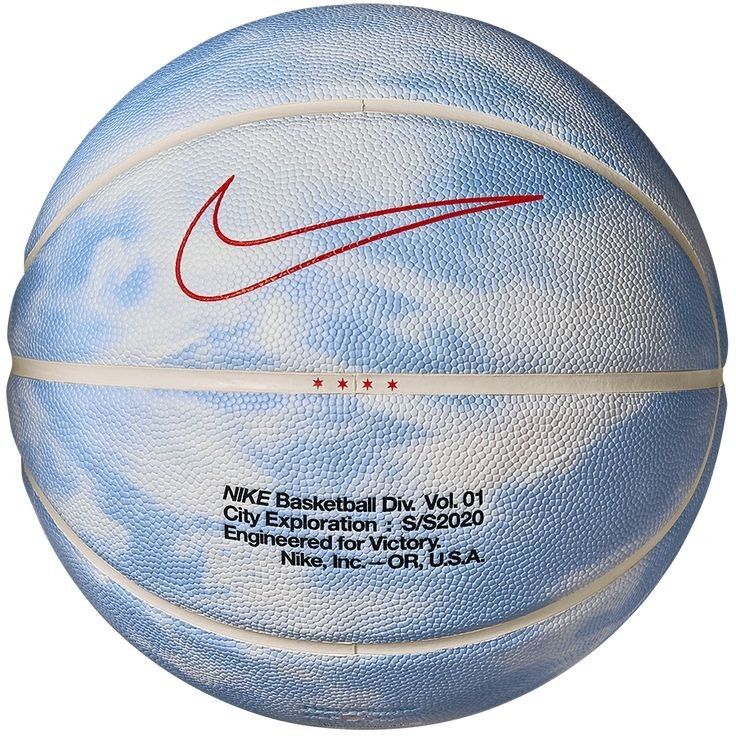 NIKE Basketball Div. Vol. 01
City Exploration : S/S2020
Engineered for Victory.
Nike, Inc.—OR, U.S.A.